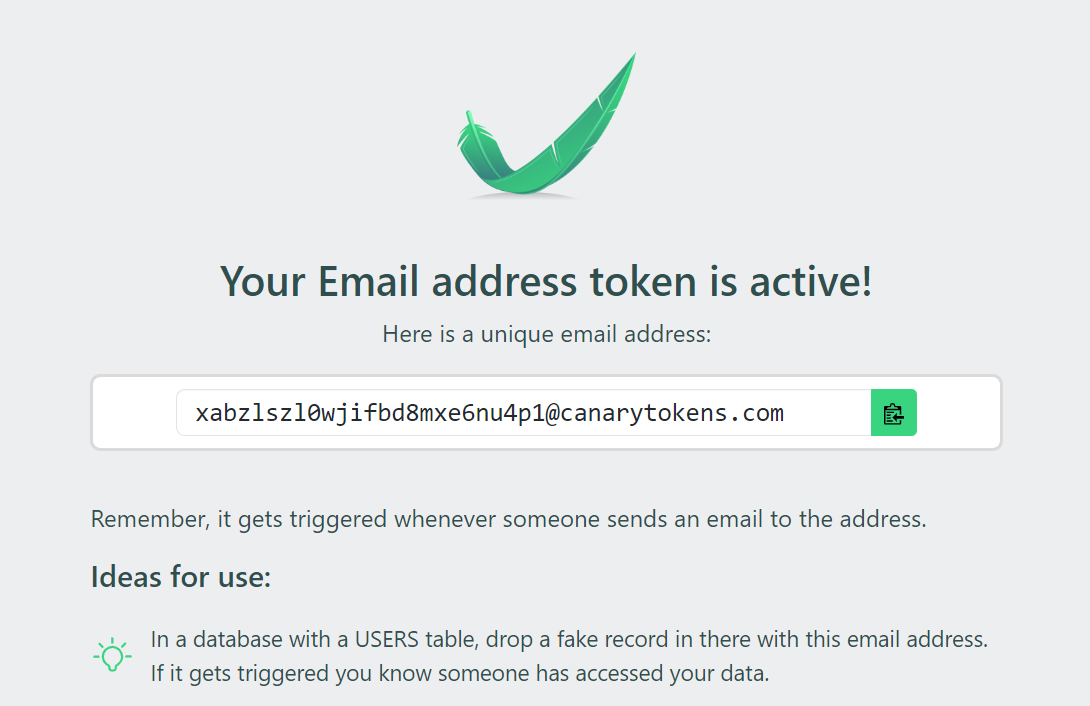 Your Email address token is active!
Here is a unique email address:
xabzlszl0wjifbd8mxe6nu4p1@canarytokens.com
Remember, it gets triggered whenever someone sends an email to the address.
Ideas for use:
In a database with a USERS table, drop a fake record in there with this email address.
If it gets triggered you know someone has accessed your data.